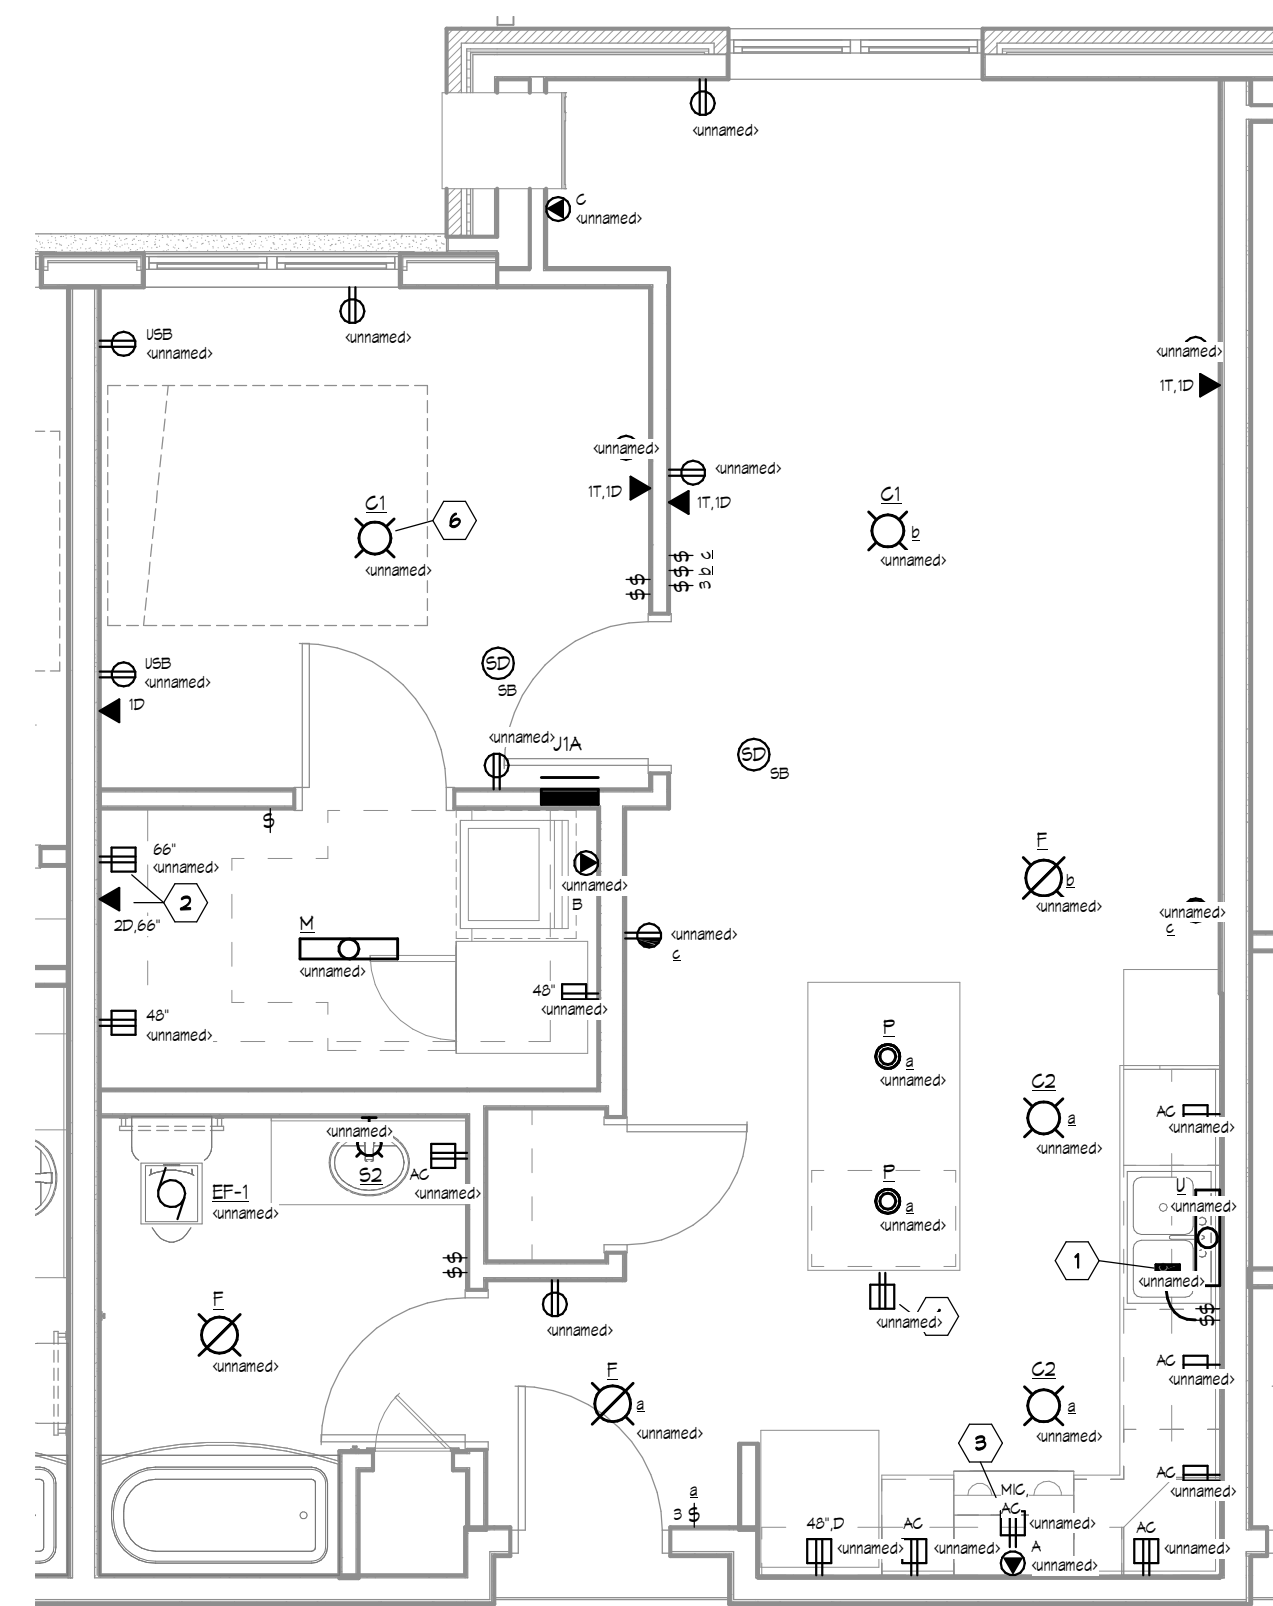 <unnamed>
C
<unnamed>
<unnamed>
USB
<unnamed>
<unnamed>
1T,1D
<unnamed>
<unnamed>
1T,1D
1T,1D
C1
6
<unnamed>
C1
b
<unnamed>
$$
$ c
$ b
$ 3
USB
<unnamed>
1D
SD
SB
<unnamed>
J1A
SD
SB
$
66"
<unnamed>
2
2D,66"
<unnamed>
B
F
b
<unnamed>
<unnamed>
c
<unnamed>
c
M
<unnamed>
48"
<unnamed>
48"
<unnamed>
P
a
<unnamed>
C2
a
<unnamed>
AC
<unnamed>
<unnamed>
S2
AC
<unnamed>
EF-1
<unnamed>
P
a
<unnamed>
U
<unnamed>
1
<unnamed>
$$
$$
<unnamed>
<unnamed>
F
<unnamed>
AC
<unnamed>
F
a
<unnamed>
C2
a
<unnamed>
3
AC
<unnamed>
a
3 $
MIC,
AC
<unnamed>
48",D
<unnamed>
AC
<unnamed>
A
<unnamed>
AC
<unnamed>